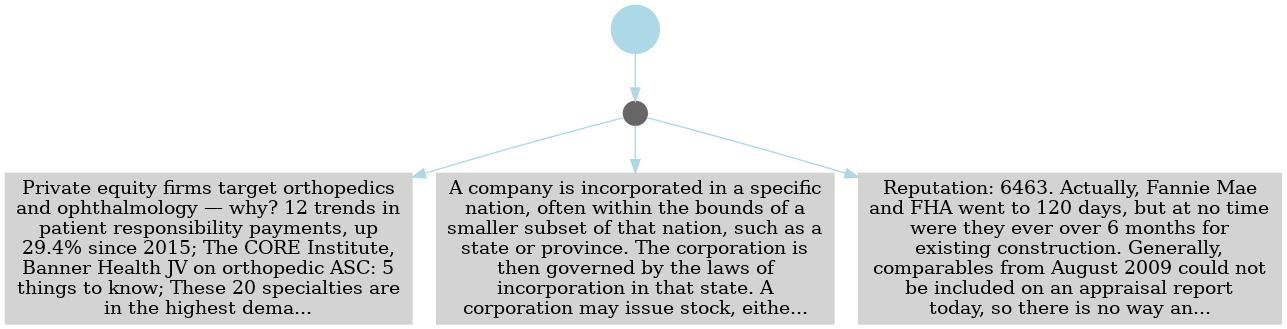 Private equity firms target orthopedics
and ophthalmology — why? 12 trends in
patient responsibility payments, up
29.4% since 2015; The CORE Institute,
Banner Health JV on orthopedic ASC: 5
things to know; These 20 specialties are
in the highest dema...
A company is incorporated in a specific
nation, often within the bounds of a
smaller subset of that nation, such as a
state or province. The corporation is
then governed by the laws of
incorporation in that state. A
corporation may issue stock, eithe...
Reputation: 6463. Actually, Fannie Mae
and FHA went to 120 days, but at no time
were they ever over 6 months for
existing construction. Generally,
comparables from August 2009 could not
be included on an appraisal report
today, so there is no way an...